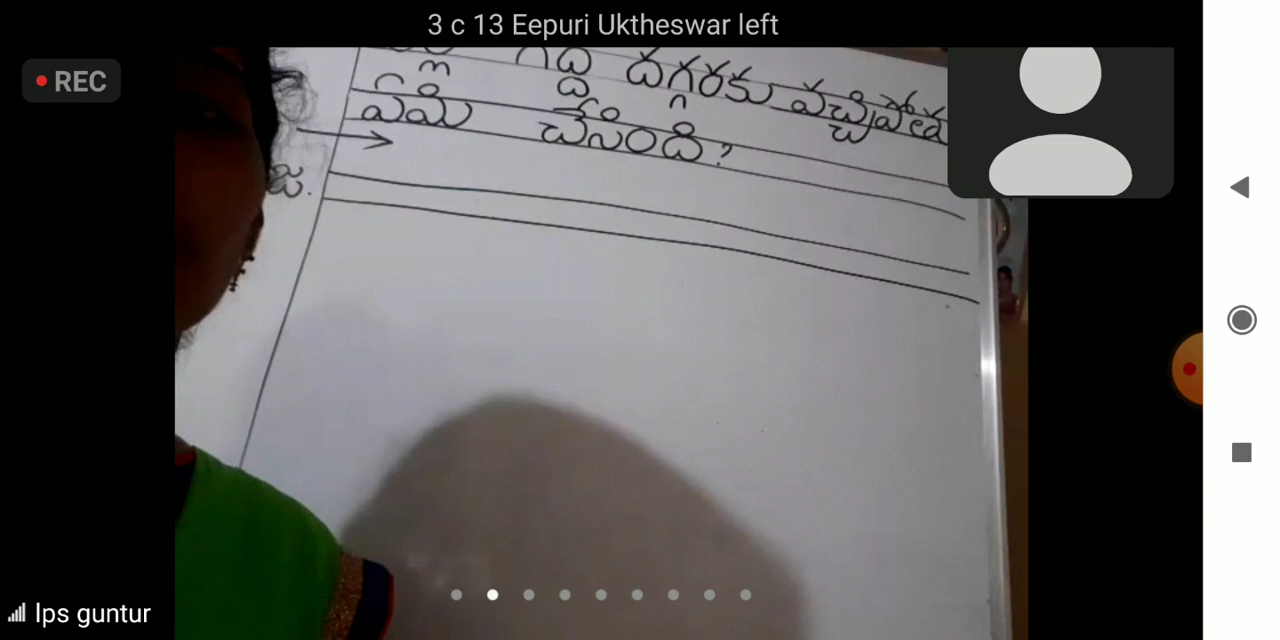 3 c 13 Eepuri Uktheswar left
REC
గద్ద దగ్గరకు వచ్చి
ఏమి చేసింది?
జ.
lps guntur